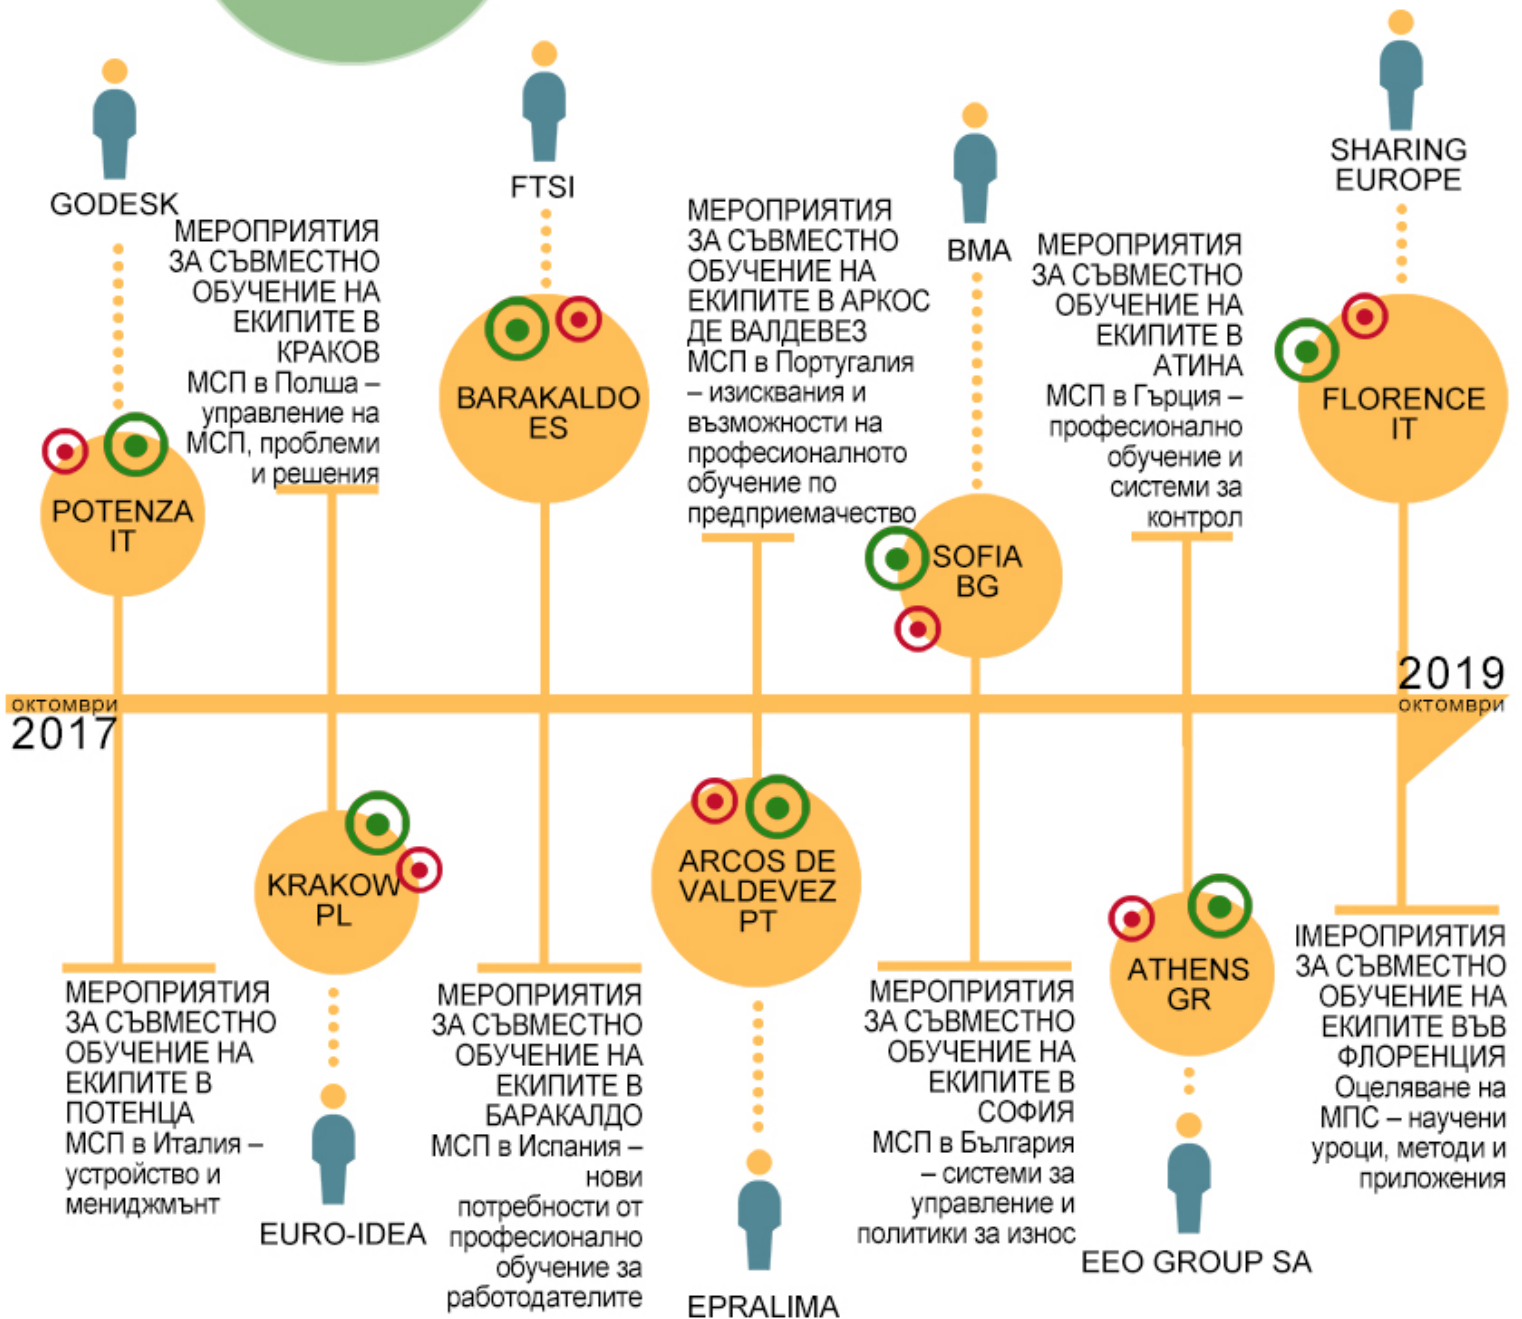 GODESK
POTENZA
IT
МЕРОПРИЯТИЯ
ЗА СЪВМЕСТНО
ОБУЧЕНИЕ НА
ЕКИПИТЕ В
КРАКОВ
МСП в Полша –
управление на
МСП, проблеми
и решения
FTSI
BARAKALDO
ES
МЕРОПРИЯТИЯ
ЗА СЪВМЕСТНО
ОБУЧЕНИЕ НА
ЕКИПИТЕ В АРКОС
ДЕ ВАЛДЕВЕЗ
МСП в Португалия
– изисквания и
възможности на
професионалното
обучение по
предприемачество
BMA
SOFIA
BG
МЕРОПРИЯТИЯ
ЗА СЪВМЕСТНО
ОБУЧЕНИЕ НА
ЕКИПИТЕ В
АТИНА
МСП в Гърция –
професионално
обучение и
системи за
контрол
SHARING
EUROPE
FLORENCE
IT
октомври
2017
2019
октомври
МЕРОПРИЯТИЯ
ЗА СЪВМЕСТНО
ОБУЧЕНИЕ НА
ЕКИПИТЕ В
ПОТЕНЦА
МСП в Италия –
устройство и
мениджмънт
KRAKOW
PL
EURO-IDEA
МЕРОПРИЯТИЯ
ЗА СЪВМЕСТНО
ОБУЧЕНИЕ НА
ЕКИПИТЕ В
БАРАКАЛДО
МСП в Испания –
нови
потребности от
професионално
обучение за
работодателите
ARCOS DE
VALDEVEZ
PT
EPRALIMA
МЕРОПРИЯТИЯ
ЗА СЪВМЕСТНО
ОБУЧЕНИЕ НА
ЕКИПИТЕ В
СОФИЯ
МСП в България
– системи за
управление и
политики за износ
ATHENS
GR
EEO GROUP SA
IМЕРОПРИЯТИЯ
ЗА СЪВМЕСТНО
ОБУЧЕНИЕ НА
ЕКИПИТЕ ВЪВ
ФЛОРЕНЦИЯ
Оцеляване на
МПС – научени
уроци, методи и
приложения